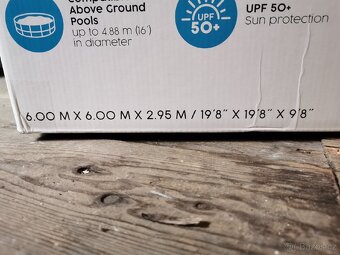 Above Ground
Pools
up to 4.88 m (16')
in diameter
UPF
50+
UPF 50+
Sun protection
6.00 M X 6.00 M X 2.95 M / 19'8" X 19'8" X 9'8"